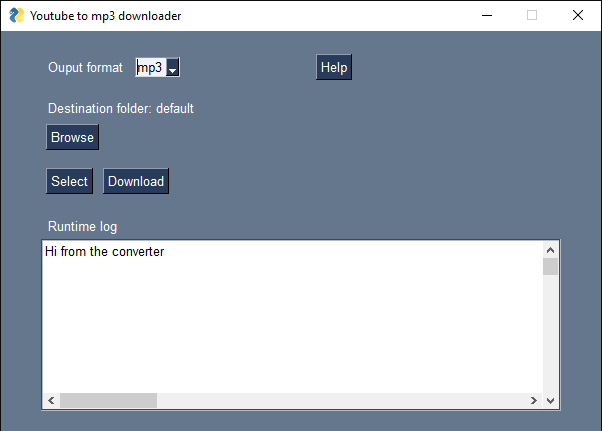 Youtube to mp3 downloader
Ouput format mp3 Help
Destination folder: default
Browse
Select Download
Runtime log
Hi from the converter